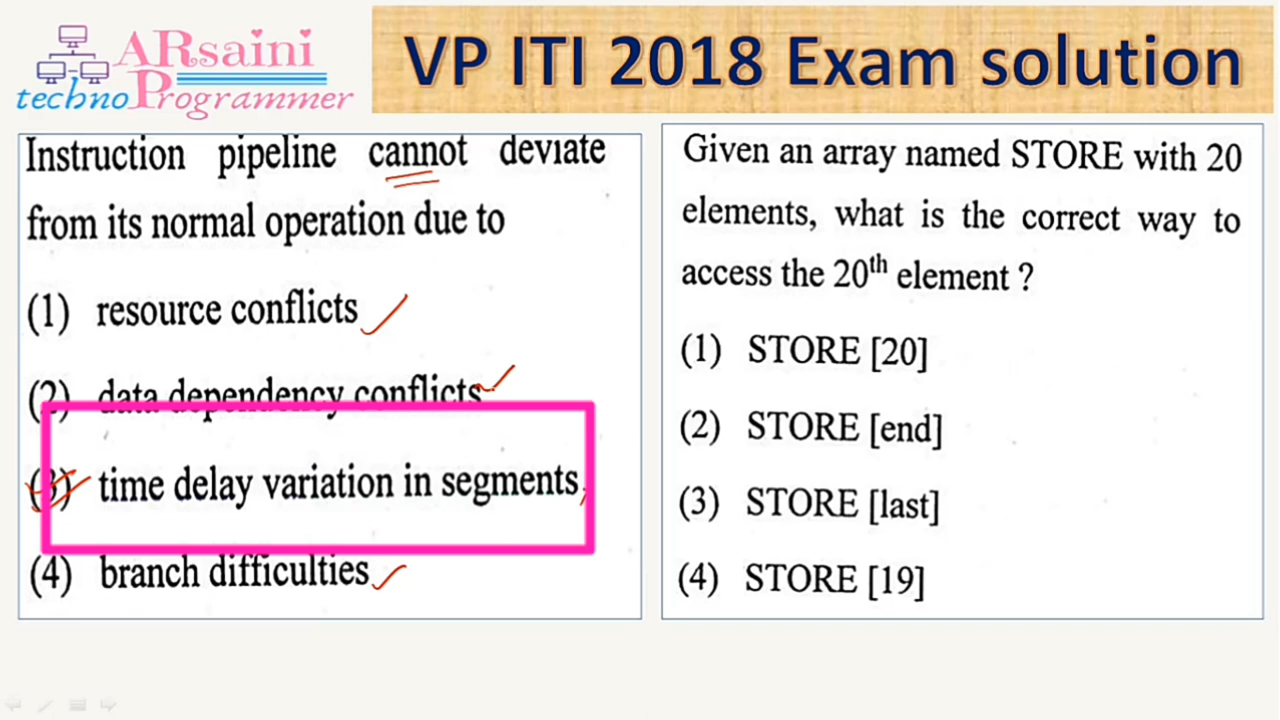 ARsaini
techno Programmer
VP ITI 2018 Exam solution
Instruction pipeline cannot deviate
from its normal operation due to
(1) resource conflicts
(2) data dependency conflicts
(3) time delay variation in segments
(4) branch difficulties
Given an array named STORE with 20
elements, what is the correct way to
access the 20th element ?
(1) STORE [20]
(2) STORE [end]
(3) STORE [last]
(4) STORE [19]